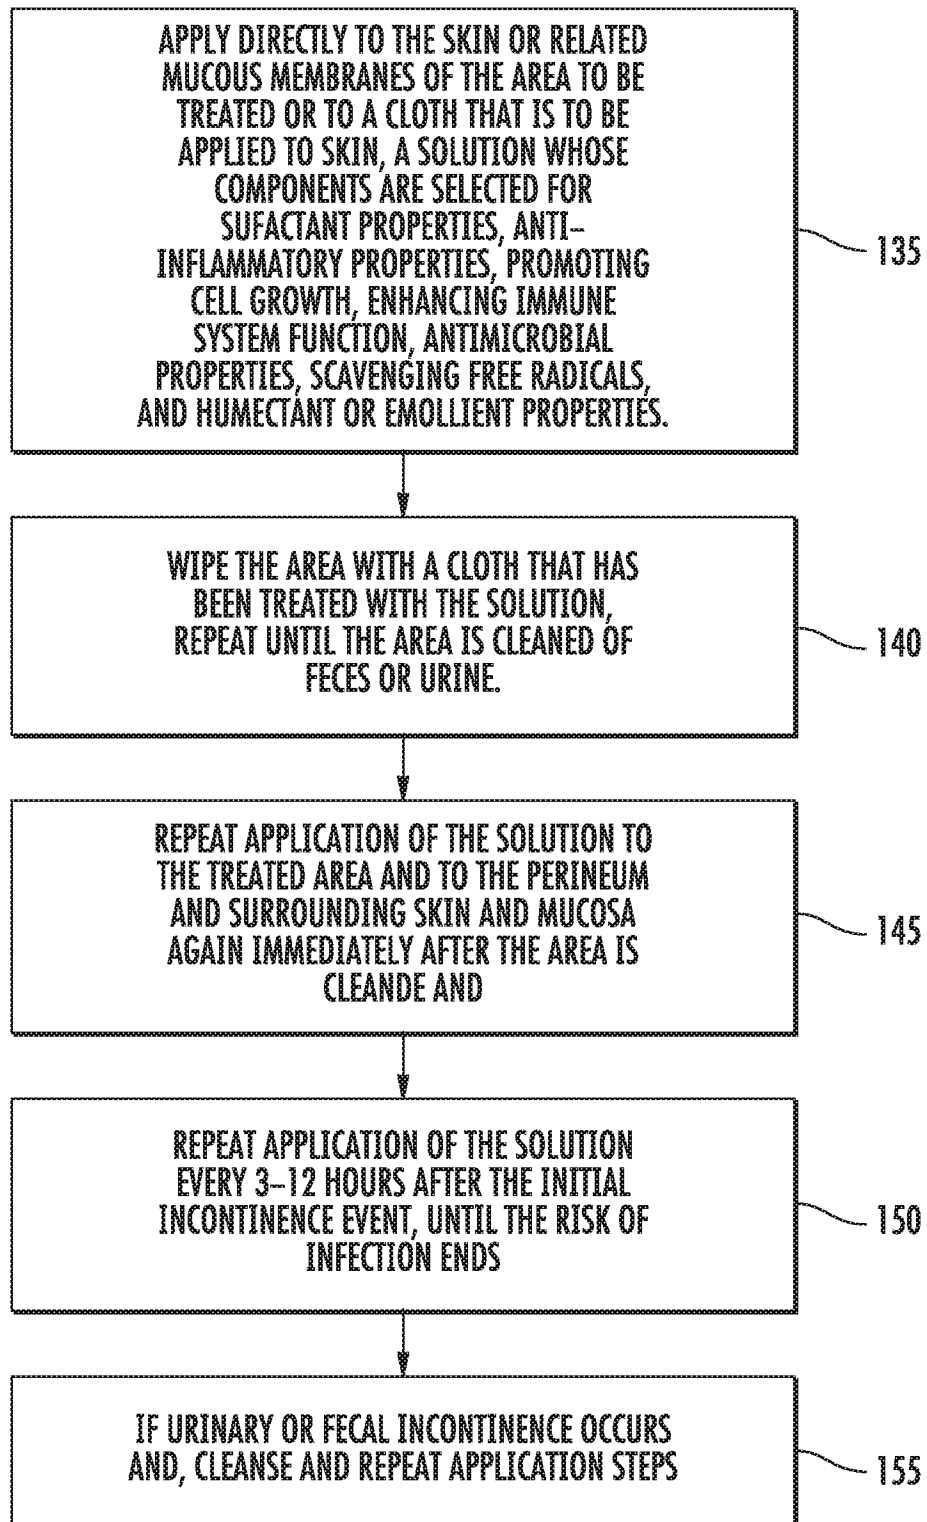 APPLY DIRECTLY TO THE SKIN OR RELATED
MUCOUS MEMBRANES OF THE AREA TO BE
TREATED OR TO A CLOTH THAT IS TO BE
APPLIED TO SKIN, A SOLUTION WHOSE
COMPONENTS ARE SELECTED FOR
SUFACTANT PROPERTIES, ANTI–
INFLAMMATORY PROPERTIES, PROMOTING
CELL GROWTH, ENHANCING IMMUNE
SYSTEM FUNCTION, ANTIMICROBIAL
PROPERTIES, SCAVENGING FREE RADICALS,
AND HUMECTANT OR EMOLLIENT PROPERTIES.
135
WIPE THE AREA WITH A CLOTH THAT HAS
BEEN TREATED WITH THE SOLUTION,
REPEAT UNTIL THE AREA IS CLEANED OF
FECES OR URINE.
140
REPEAT APPLICATION OF THE SOLUTION TO
THE TREATED AREA AND TO THE PERINEUM
AND SURROUNDING SKIN AND MUCOSA
AGAIN IMMEDIATELY AFTER THE AREA IS
CLEANDE AND
145
REPEAT APPLICATION OF THE SOLUTION
EVERY 3–12 HOURS AFTER THE INITIAL
INCONTINENCE EVENT, UNTIL THE RISK OF
INFECTION ENDS
150
IF URINARY OR FECAL INCONTINENCE OCCURS
AND, CLEANSE AND REPEAT APPLICATION STEPS
155